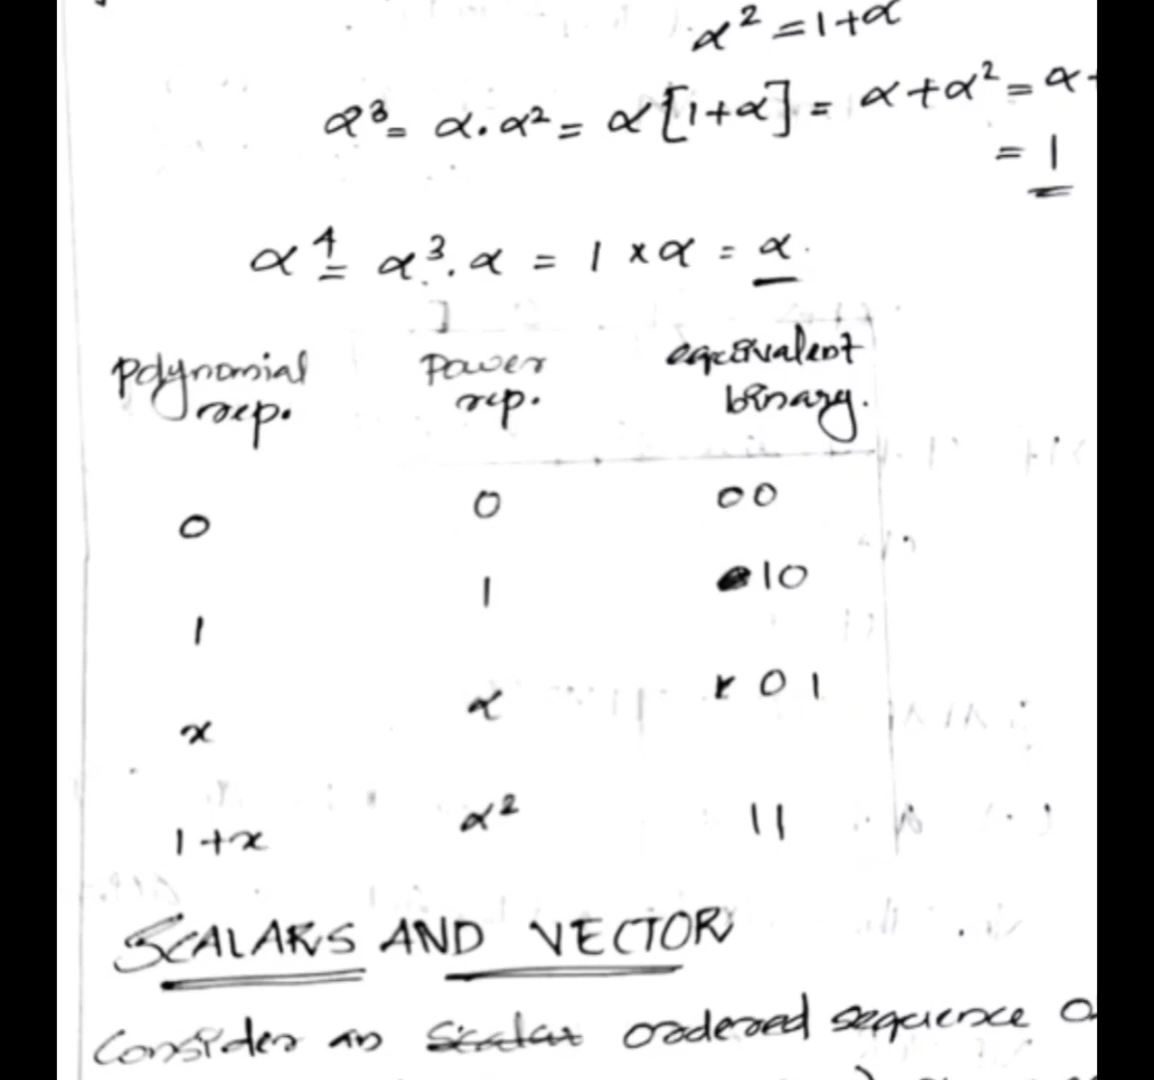 α² = 1+α
α³ = α.α² = α[1+α] = α+α² = α+
= 1
α⁴ = α³.α = 1 × α = α.
polynomial Power equivalent
rep. rep. binary.
0 0 00
1 1 10
x α 01
1+x α² 11
SCALARS AND VECTOR
Consider an ordered sequence